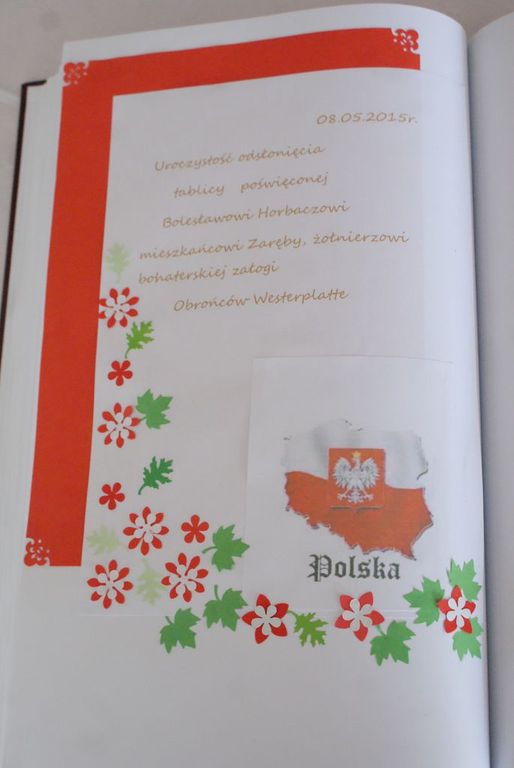 08.05.2015r.
Uroczystość odsłonięcia
tablicy poświęconej
Bolesławowi Horbaczowi
mieszkańcowi Zaręby, żołnierzowi
bohaterskiej załogi
Obrońców Westerplatte
Polska